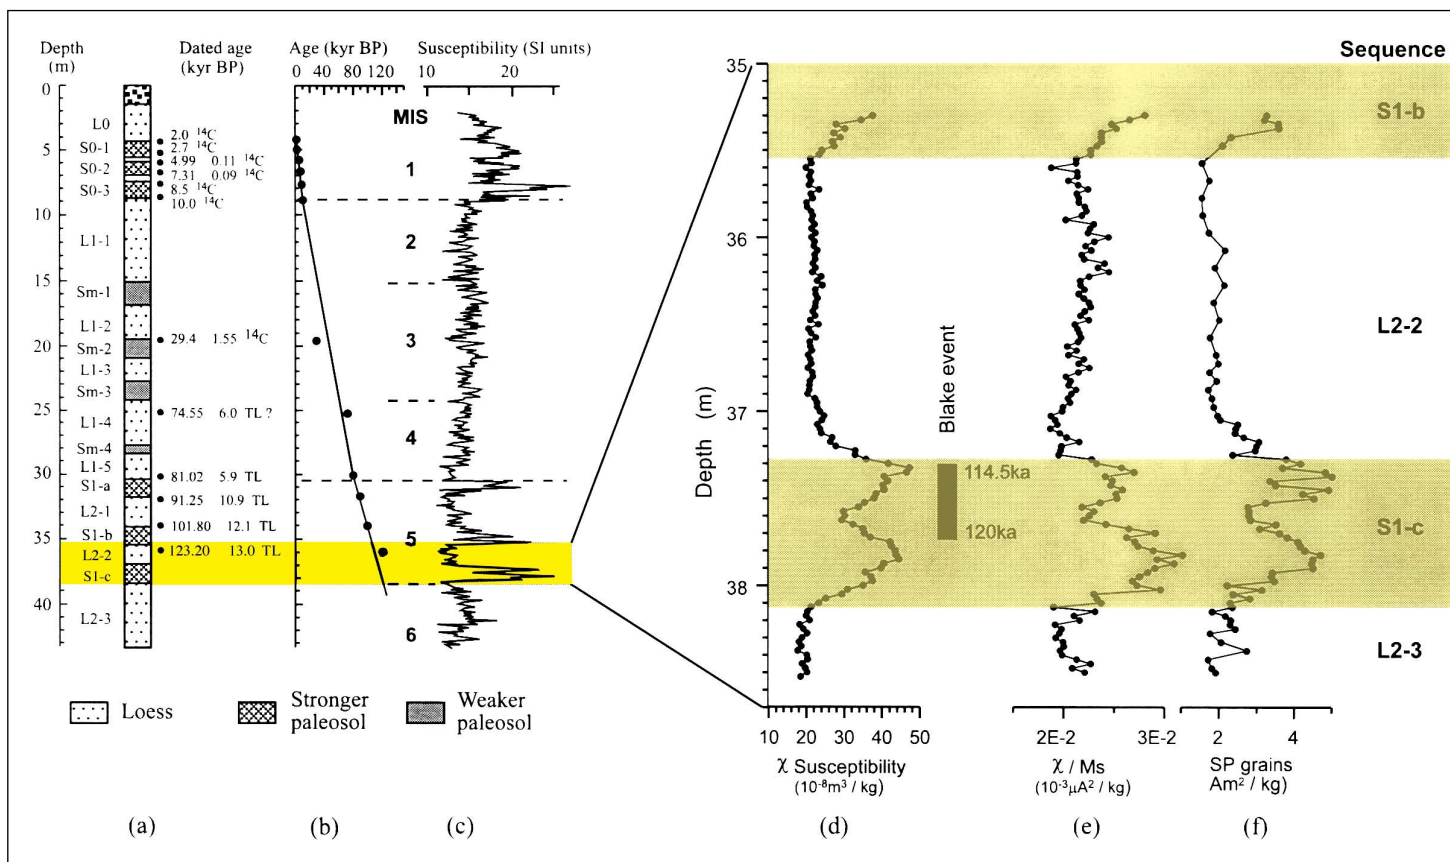 Depth
(m)
Dated age
(kyr BP)
Age (kyr BP)
0 40 80 120
Susceptibility (SI units)
10 20
0
5
10
15
20
25
30
35
40
L0
S0-1
S0-2
S0-3
L1-1
Sm-1
L1-2
Sm-2
L1-3
Sm-3
L1-4
Sm-4
L1-5
S1-a
L2-1
S1-b
L2-2
S1-c
L2-3
2.0 ¹⁴C
2.7 ¹⁴C
4.99 0.11 ¹⁴C
7.31 0.09 ¹⁴C
8.5 ¹⁴C
10.0 ¹⁴C
29.4 1.55 ¹⁴C
74.55 6.0 TL ?
81.02 5.9 TL
91.25 10.9 TL
101.80 12.1 TL
123.20 13.0 TL
MIS
1
2
3
4
5
6
Loess
Stronger
paleosol
Weaker
paleosol
Sequence
35
36
37
38
Depth (m)
Blake event
114.5ka
120ka
S1-b
L2-2
S1-c
L2-3
10 20 30 40 50
χ Susceptibility
(10⁻⁸m³ / kg)
2E-2 3E-2
χ / Ms
(10⁻³µA² / kg)
2 4
SP grains
Am² / kg)
(a) (b) (c) (d) (e) (f)